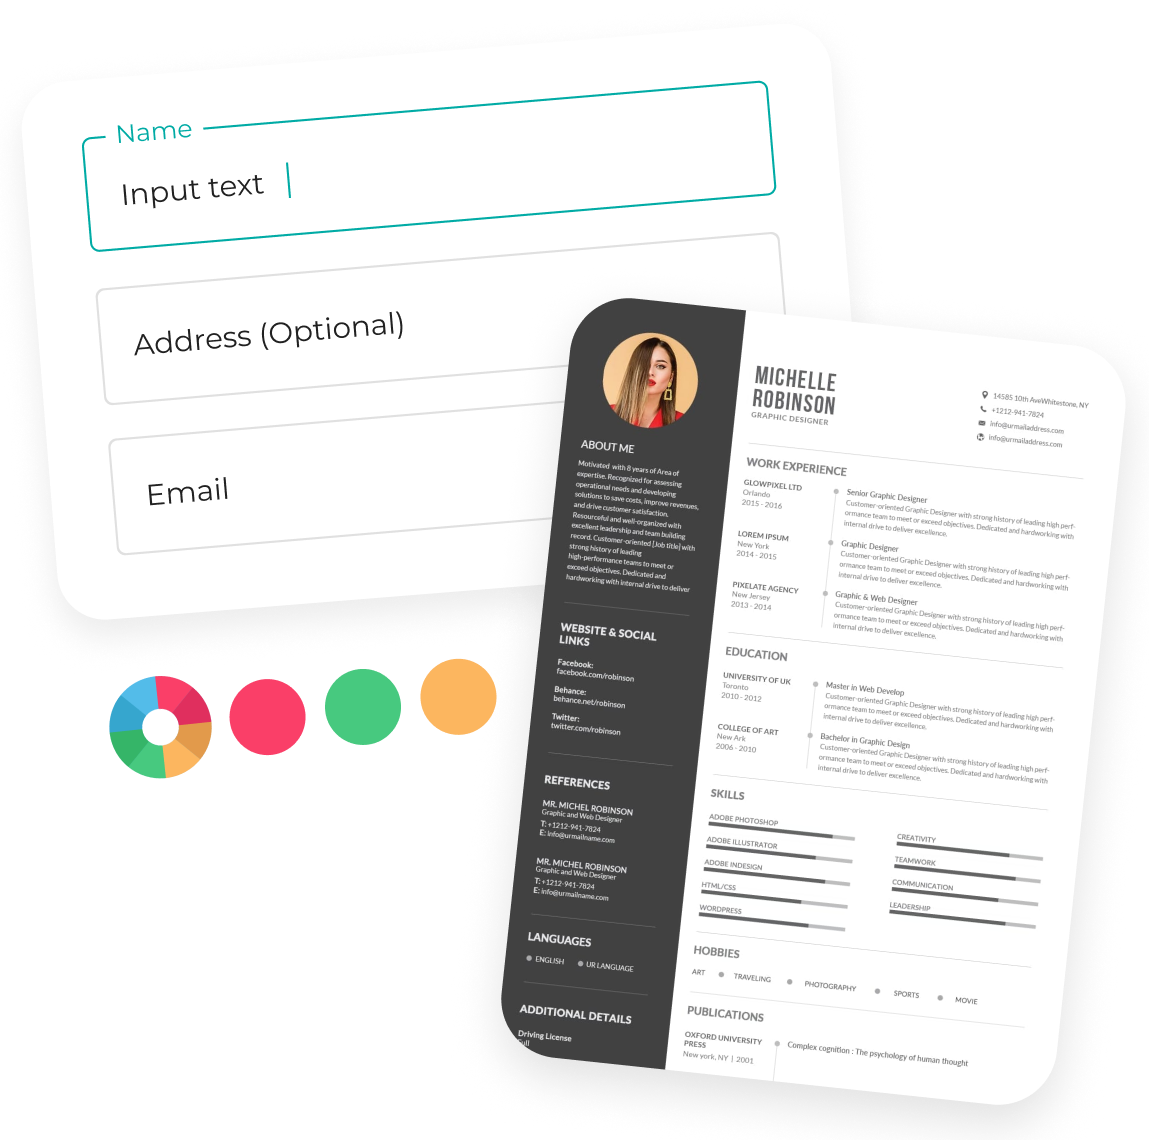 Name
Input text
Address (Optional)
Email
ABOUT ME
Motivated with 8 years of Area of
expertise. Recognized for assessing
operational needs and developing
solutions to save costs, improve revenues,
and drive customer satisfaction.
Resourceful and well-organized with
excellent leadership and team building
record. Customer-oriented [Job title] with
strong history of leading
high-performance teams to meet or
exceed objectives. Dedicated and
hardworking with internal drive to deliver
WEBSITE & SOCIAL
LINKS
Facebook:
facebook.com/robinson
Behance:
behance.net/robinson
Twitter:
twitter.com/robinson
REFERENCES
MR. MICHEL ROBINSON
Graphic and Web Designer
T: +1212-941-7824
E: info@urmailname.com
MR. MICHEL ROBINSON
Graphic and Web Designer
T: +1212-941-7824
E: info@urmailname.com
LANGUAGES
ENGLISH
UR LANGUAGE
ADDITIONAL DETAILS
Driving License
Full
MICHELLE
ROBINSON
GRAPHIC DESIGNER
14585 10th AveWhitestone, NY
+1212-941-7824
info@urmailaddress.com
info@urmailaddress.com
WORK EXPERIENCE
GLOWPIXEL LTD
Orlando
2015 - 2016
Senior Graphic Designer
Customer-oriented Graphic Designer with strong history of leading high perf-
ormance team to meet or exceed objectives. Dedicated and hardworking with
internal drive to deliver excellence.
LOREM IPSUM
New York
2014 - 2015
Graphic Designer
Customer-oriented Graphic Designer with strong history of leading high perf-
ormance team to meet or exceed objectives. Dedicated and hardworking with
internal drive to deliver excellence.
PIXELATE AGENCY
New Jersey
2013 - 2014
Graphic & Web Designer
Customer-oriented Graphic Designer with strong history of leading high perf-
ormance team to meet or exceed objectives. Dedicated and hardworking with
internal drive to deliver excellence.
EDUCATION
UNIVERSITY OF UK
Toronto
2010 - 2012
Master in Web Develop
Customer-oriented Graphic Designer with strong history of leading high perf-
ormance team to meet or exceed objectives. Dedicated and hardworking with
internal drive to deliver excellence.
COLLEGE OF ART
New Ark
2006 - 2010
Bachelor in Graphic Design
Customer-oriented Graphic Designer with strong history of leading high perf-
ormance team to meet or exceed objectives. Dedicated and hardworking with
internal drive to deliver excellence.
SKILLS
ADOBE PHOTOSHOP
ADOBE ILLUSTRATOR
ADOBE INDESIGN
HTML/CSS
WORDPRESS
CREATIVITY
TEAMWORK
COMMUNICATION
LEADERSHIP
HOBBIES
ART
TRAVELING
PHOTOGRAPHY
SPORTS
MOVIE
PUBLICATIONS
OXFORD UNIVERSITY
PRESS
New york, NY | 2001
Complex cognition : The psychology of human thought